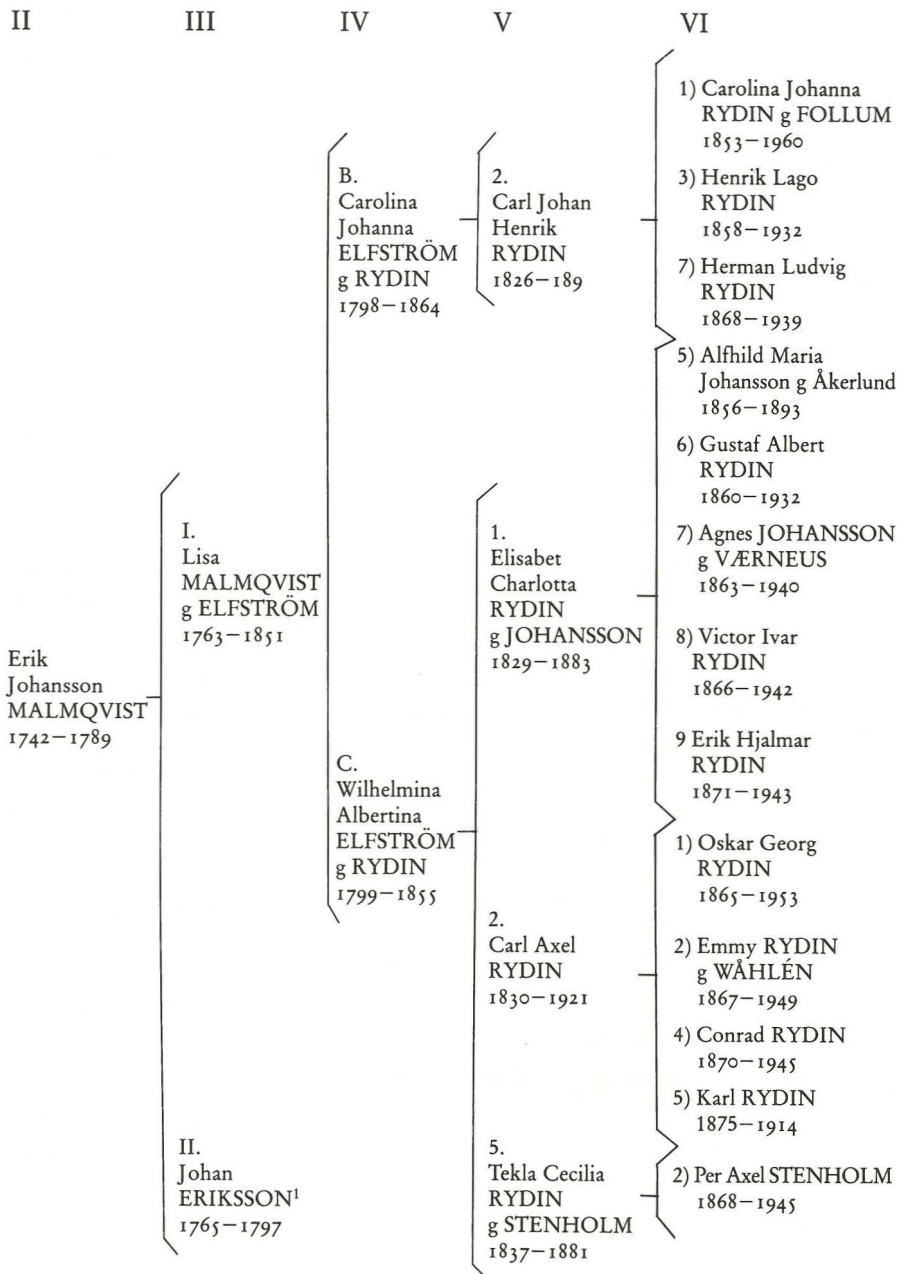 II III IV V VI
Erik
Johansson
MALMQVIST
1742–1789
I.
Lisa
MALMQVIST
g ELFSTRÖM
1763–1851
II.
Johan
ERIKSSON¹
1765–1797
B.
Carolina
Johanna
ELFSTRÖM
g RYDIN
1798–1864
C.
Wilhelmina
Albertina
ELFSTRÖM
g RYDIN
1799–1855
2.
Carl Johan
Henrik
RYDIN
1826–189
1.
Elisabet
Charlotta
RYDIN
g JOHANSSON
1829–1883
2.
Carl Axel
RYDIN
1830–1921
5.
Tekla Cecilia
RYDIN
g STENHOLM
1837–1881
1) Carolina Johanna
RYDIN g FOLLUM
1853–1960
3) Henrik Lago
RYDIN
1858–1932
7) Herman Ludvig
RYDIN
1868–1939
5) Alfhild Maria
Johansson g Åkerlund
1856–1893
6) Gustaf Albert
RYDIN
1860–1932
7) Agnes JOHANSSON
g VÆRNEUS
1863–1940
8) Victor Ivar
RYDIN
1866–1942
9 Erik Hjalmar
RYDIN
1871–1943
1) Oskar Georg
RYDIN
1865–1953
2) Emmy RYDIN
g WÅHLÉN
1867–1949
4) Conrad RYDIN
1870–1945
5) Karl RYDIN
1875–1914
2) Per Axel STENHOLM
1868–1945